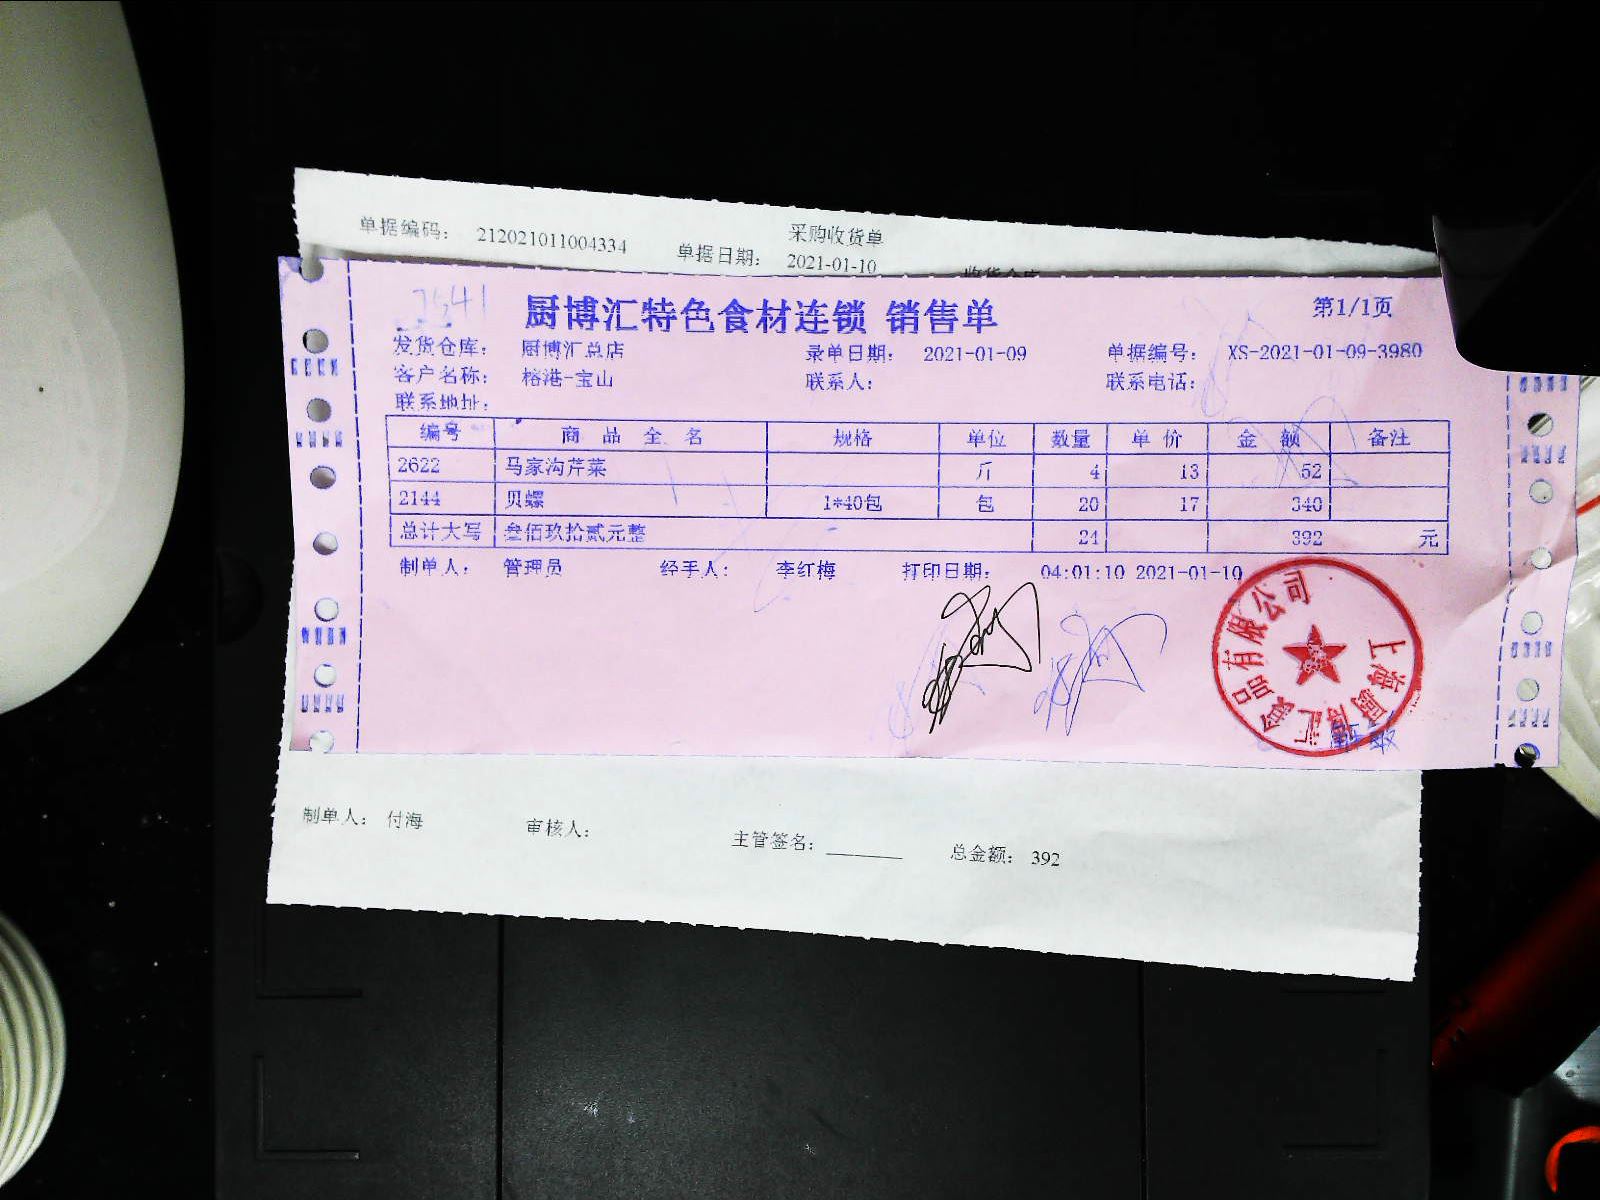 采购收货单
单据编码： 212021011004334 单据日期： 2021-01-10
厨博汇特色食材连锁 销售单 第1/1页
发货仓库： 厨博汇总店 录单日期： 2021-01-09 单据编号： XS-2021-01-09-3980
客户名称： 榕港-宝山 联系人： 联系电话：
联系地址：
编号 商品全名 规格 单位 数量 单价 金额 备注
2622 马家沟芹菜 斤 4 13 52
2144 贝螺 1*40包 包 20 17 340
总计大写 叁佰玖拾贰元整 24 392 元
制单人： 管理员 经手人： 李红梅 打印日期： 04:01:10 2021-01-10
制单人： 付海 审核人： 主管签名： 总金额： 392